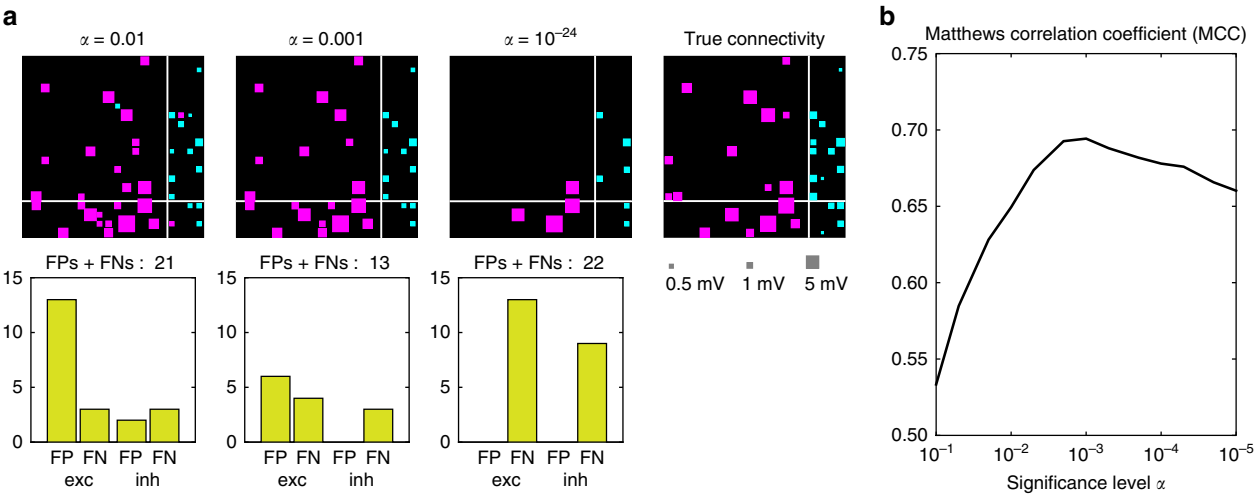 a
α = 0.01
α = 0.001
α = 10⁻²⁴
True connectivity
FPs + FNs : 21
FPs + FNs : 13
FPs + FNs : 22
0.5 mV 1 mV 5 mV
15
10
5
0
FP FN FP FN
exc inh
15
10
5
0
FP FN FP FN
exc inh
15
10
5
0
FP FN FP FN
exc inh
b
Matthews correlation coefficient (MCC)
0.75
0.70
0.65
0.60
0.55
0.50
10⁻¹ 10⁻² 10⁻³ 10⁻⁴ 10⁻⁵
Significance level α